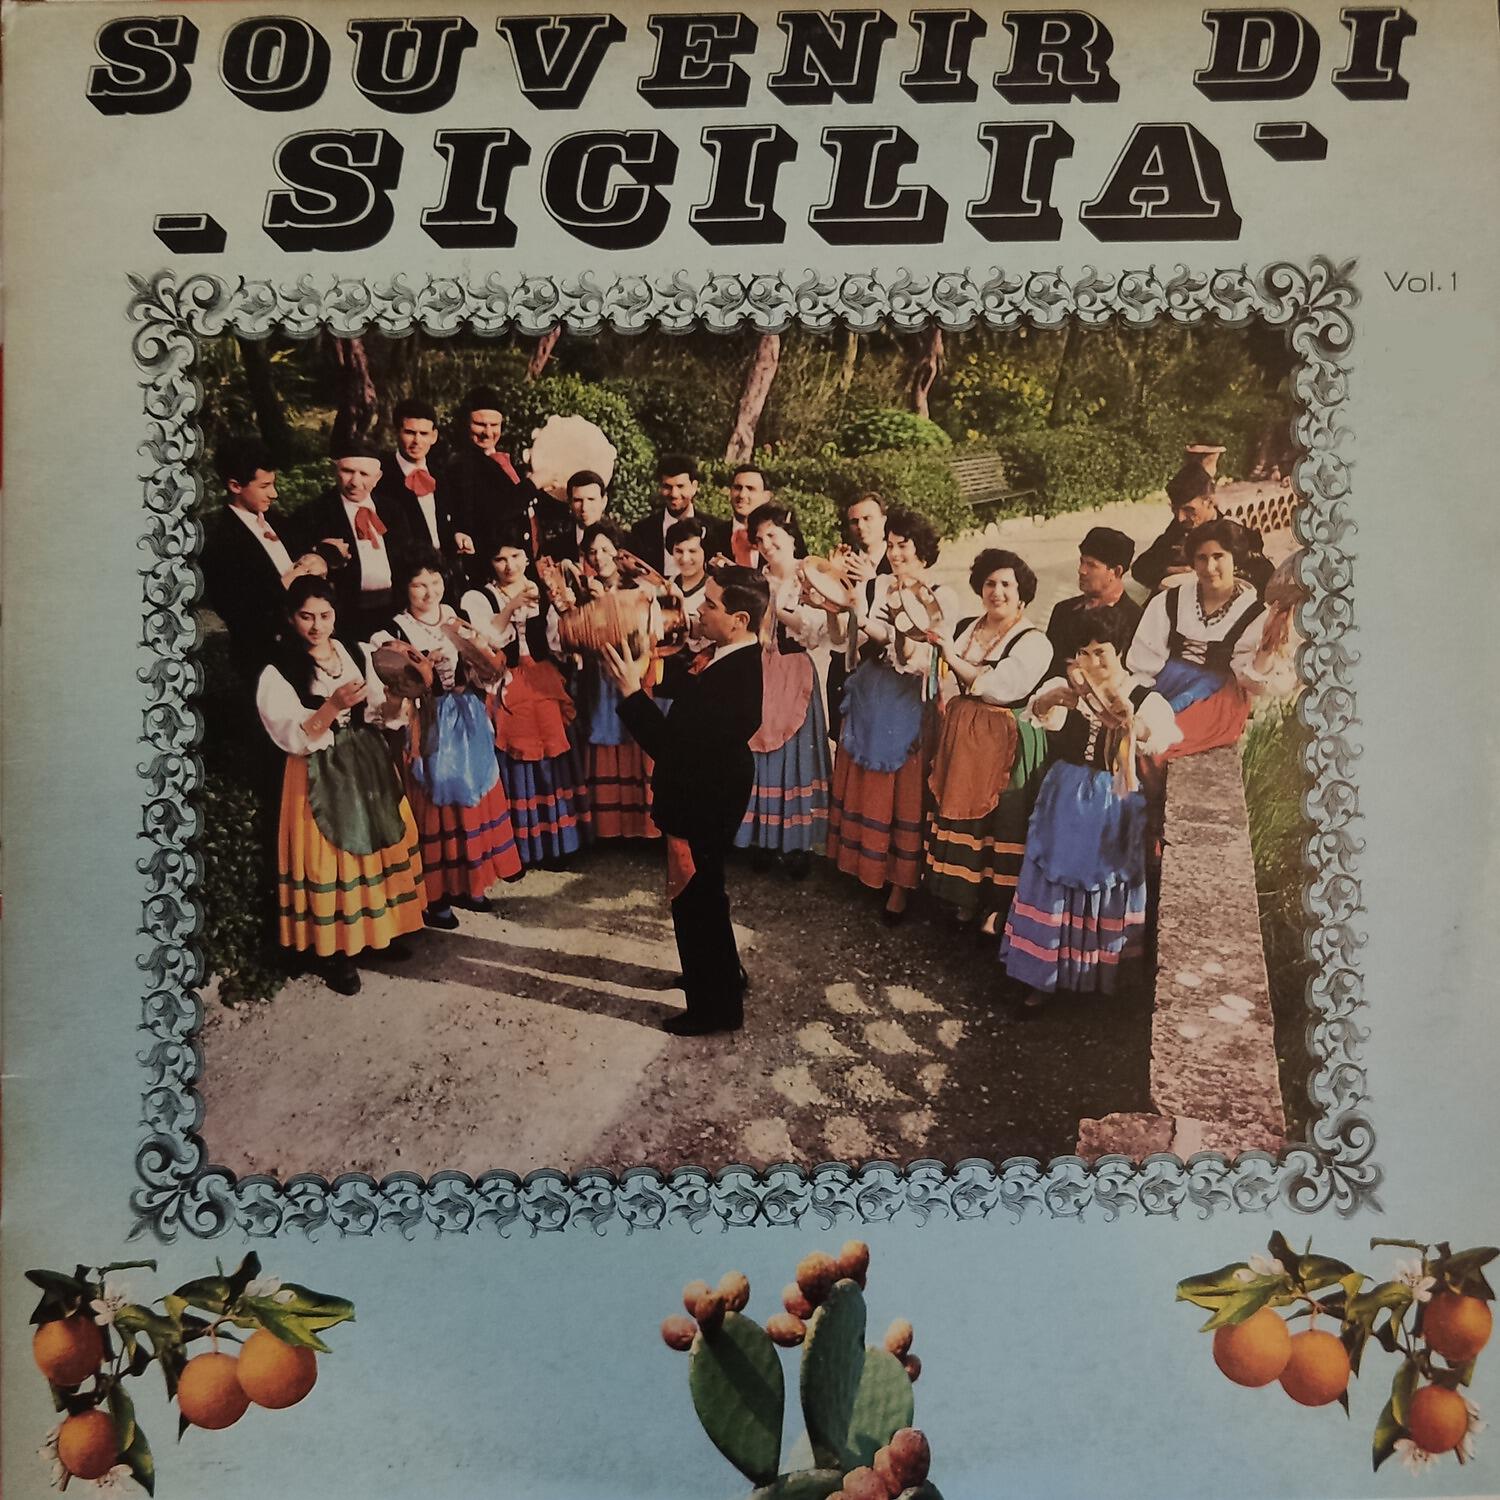 SOUVENIR DI
- SICILIA -
Vol. 1